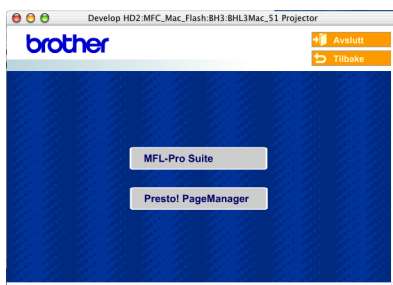 Develop HD2:MFC_Mac_Flash:BH3:BHL3Mac_51 Projector
brother
Avslutt
Tilbake
MFL-Pro Suite
Presto! PageManager